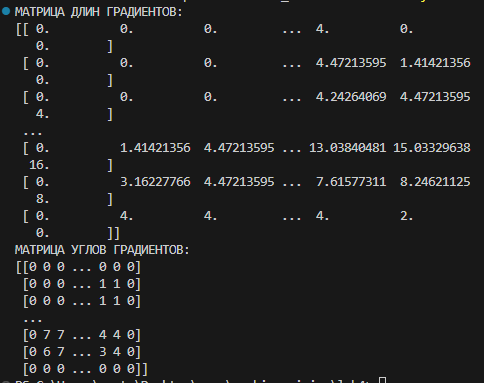 МАТРИЦА ДЛИН ГРАДИЕНТОВ:
[[ 0. 0. 0. ... 4. 0.
0. ]
[ 0. 0. 0. ... 4.47213595 1.41421356
0. ]
[ 0. 0. 0. ... 4.24264069 4.47213595
4. ]
...
[ 0. 1.41421356 4.47213595 ... 13.03840481 15.03329638
16. ]
[ 0. 3.16227766 4.47213595 ... 7.61577311 8.24621125
8. ]
[ 0. 4. 4. ... 4. 2.
0. ]]
МАТРИЦА УГЛОВ ГРАДИЕНТОВ:
[[0 0 0 ... 0 0 0]
[0 0 0 ... 1 1 0]
[0 0 0 ... 1 1 0]
...
[0 7 7 ... 4 4 0]
[0 6 7 ... 3 4 0]
[0 0 0 ... 0 0 0]]